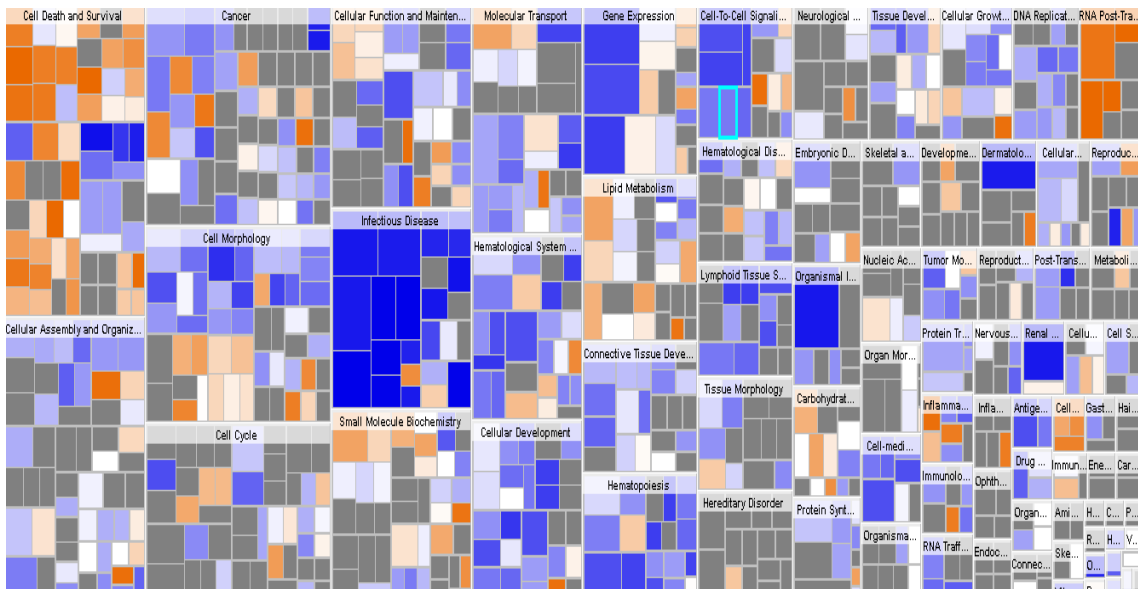 Cell Death and Survival
Cancer
Cellular Function and Mainten...
Molecular Transport
Gene Expression
Cell-To-Cell Signali...
Neurological ...
Tissue Devel...
Cellular Growt...
DNA Replicat...
RNA Post-Tra...
Hematological Dis...
Embryonic D...
Skeletal a...
Developme...
Dermatolo...
Cellular...
Reproduc...
Lipid Metabolism
Infectious Disease
Cell Morphology
Hematological System ...
Nucleic Ac...
Tumor Mo...
Reproduct...
Post-Trans...
Metaboli...
Lymphoid Tissue S...
Organismal I...
Cellular Assembly and Organiz...
Protein Tr...
Nervous...
Renal ...
Cellu...
Cell S...
Connective Tissue Deve...
Organ Mor...
Tissue Morphology
Carbohydrat...
Inflamma...
Infla...
Antige...
Cell...
Gast...
Hai...
Small Molecule Biochemistry
Cell Cycle
Cellular Development
Cell-medi...
Drug ...
Immun...
Ene...
Car...
Immunolo...
Ophth...
Hematopoiesis
Hereditary Disorder
Protein Synt...
Organ...
Ami...
H...
C...
P...
Organisma...
RNA Traff...
Endoc...
Connec...
Ske...
R...
H...
V...
O...